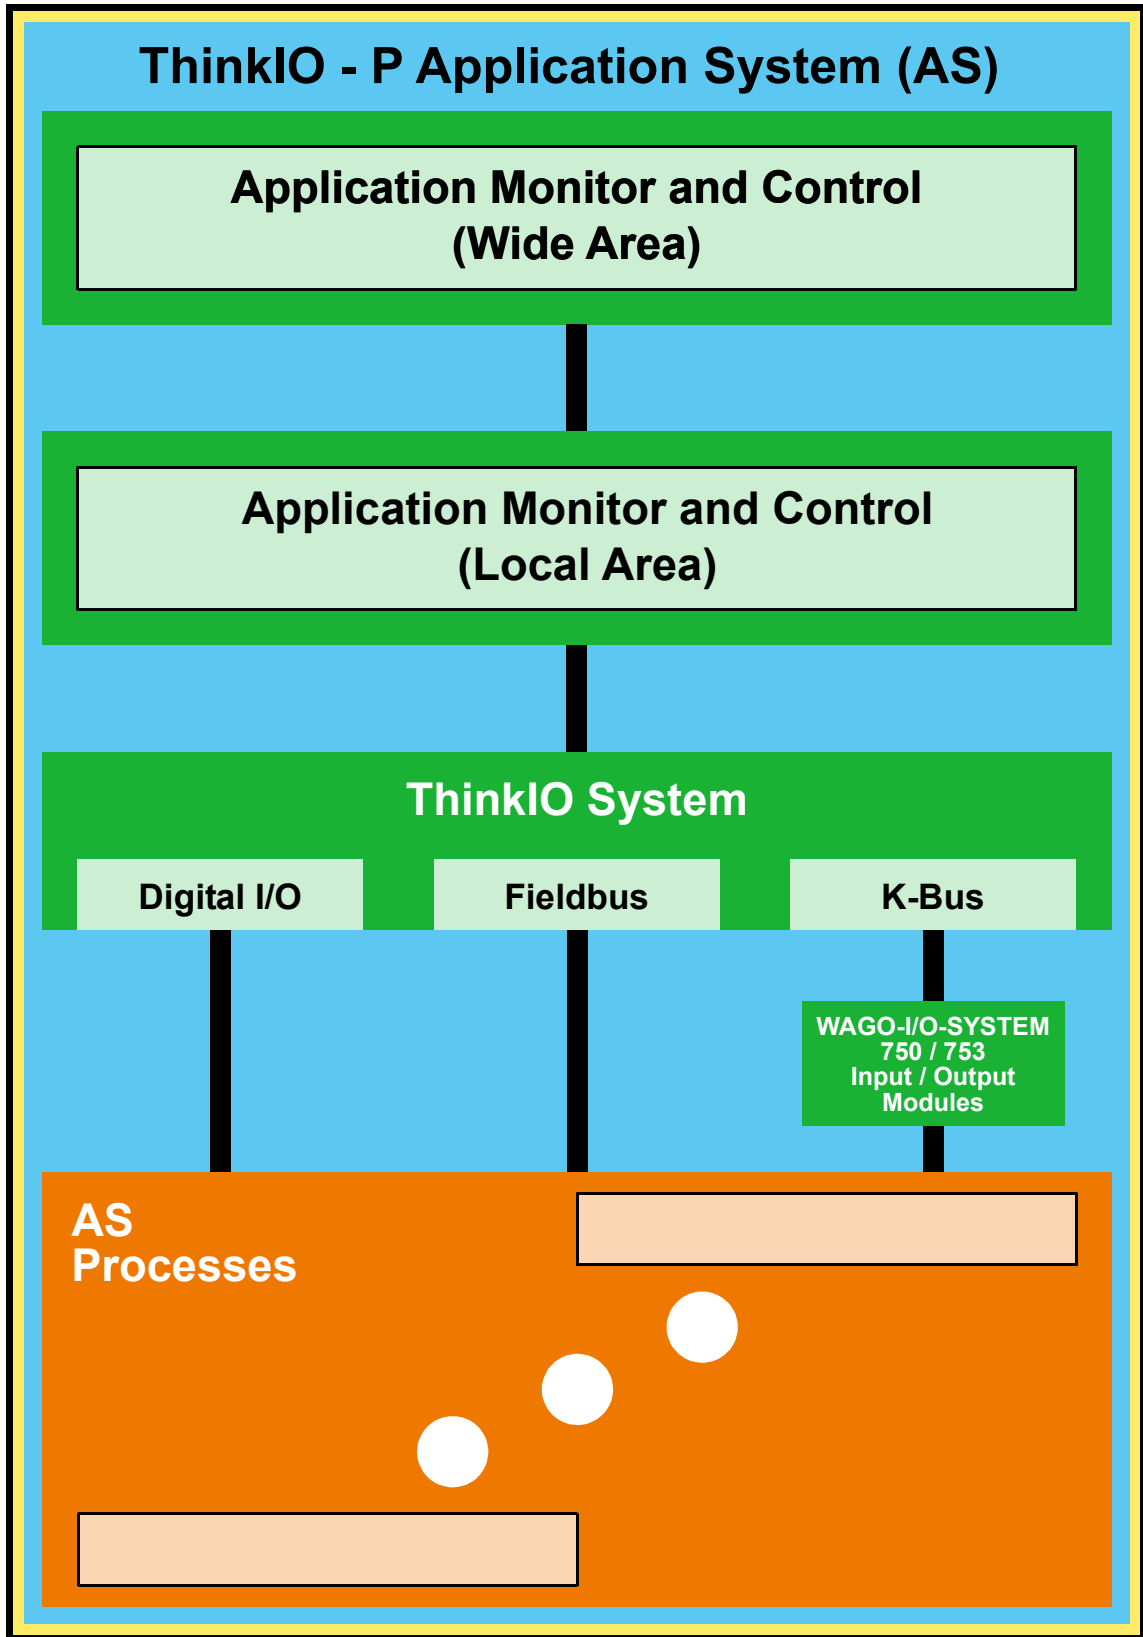 ThinkIO - P Application System (AS)
Application Monitor and Control
(Wide Area)
Application Monitor and Control
(Local Area)
ThinkIO System
Digital I/O
Fieldbus
K-Bus
WAGO-I/O-SYSTEM
750 / 753
Input / Output
Modules
AS
Processes